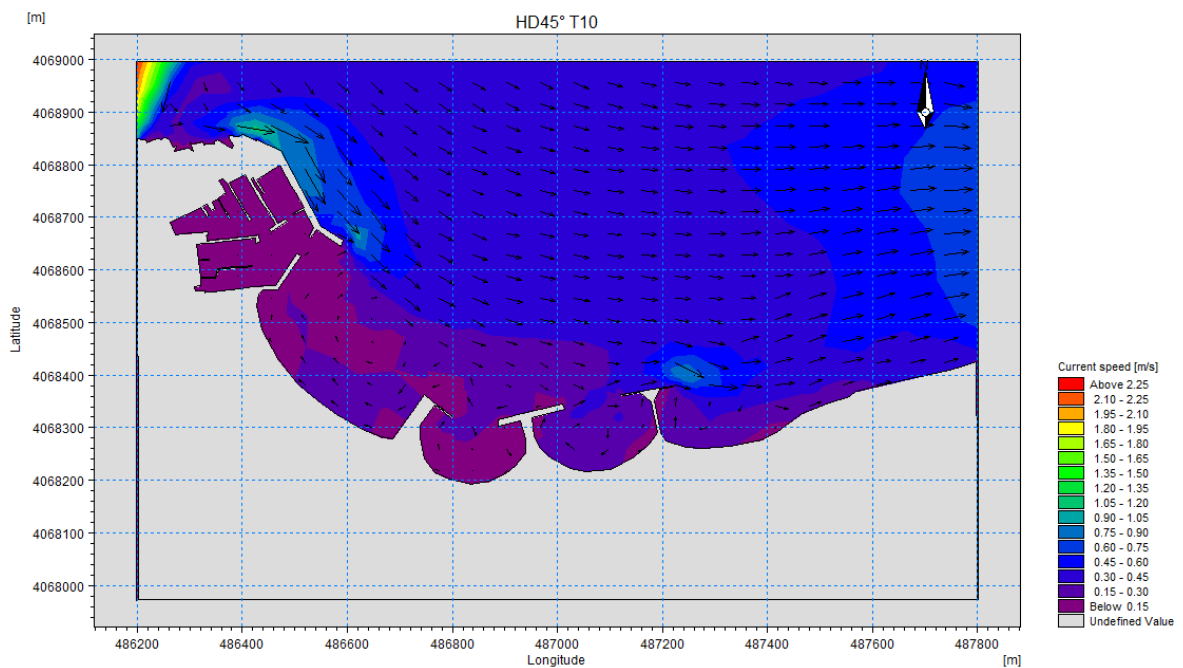 HD45° T10
[m]
4069000
4068900
4068800
4068700
4068600
4068500
4068400
4068300
4068200
4068100
4068000
Latitude
486200 486400 486600 486800 487000 487200 487400 487600 487800
Longitude
[m]
Current speed [m/s]
Above 2.25
2.10 - 2.25
1.95 - 2.10
1.80 - 1.95
1.65 - 1.80
1.50 - 1.65
1.35 - 1.50
1.20 - 1.35
1.05 - 1.20
0.90 - 1.05
0.75 - 0.90
0.60 - 0.75
0.45 - 0.60
0.30 - 0.45
0.15 - 0.30
Below 0.15
Undefined Value